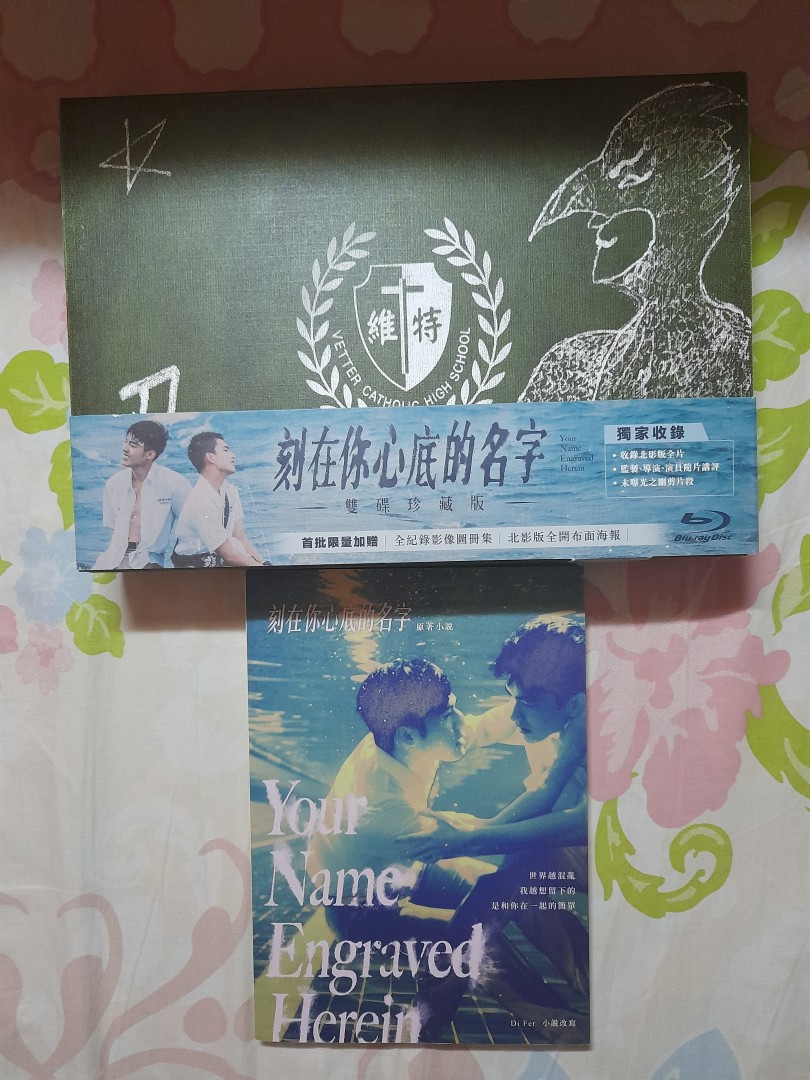 維特
VETTER CATHOLIC HIGH SCHOOL
刻在你心底的名字
Your
Name
Engraved
Herein
雙碟珍藏版
獨家收錄
• 收錄北影版全片
• 監製、導演、演員隨片講評
• 未曝光之刪剪片段
首批限量加贈 | 全紀錄影像圖冊集 | 北影版全開布面海報
Blu-ray Disc
刻在你心底的名字 原著小說
Your
Name
Engraved
Herein
世界越混亂
我越想留下的
是和你在一起的簡單
Di Fer 小說改寫